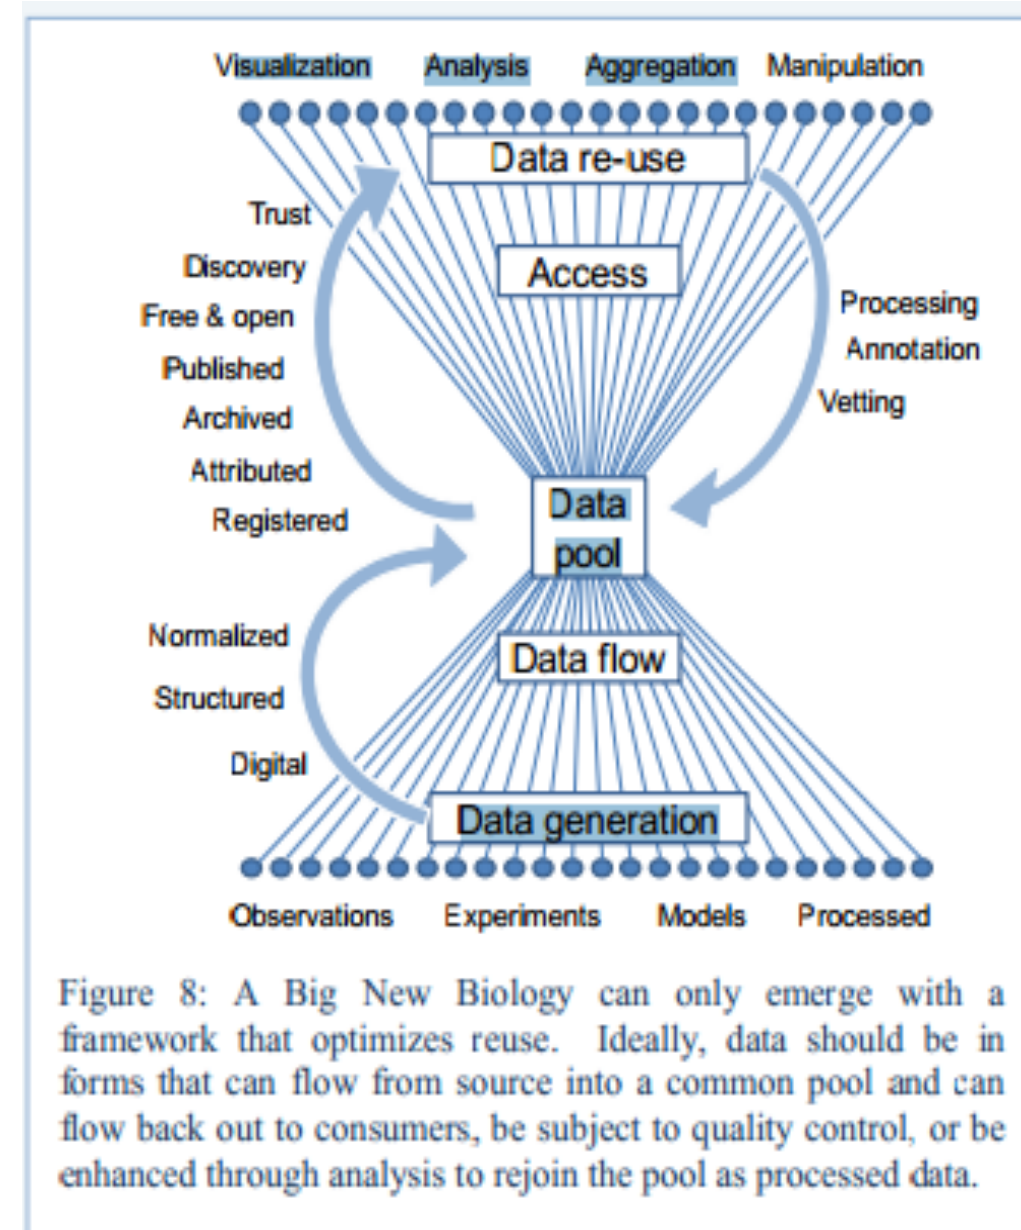 Visualization Analysis Aggregation Manipulation
Data re-use
Trust
Access
Discovery
Processing
Free & open
Annotation
Published
Vetting
Archived
Attributed
Registered
Data
pool
Normalized
Data flow
Structured
Digital
Data generation
Observations Experiments Models Processed
Figure 8: A Big New Biology can only emerge with a
framework that optimizes reuse. Ideally, data should be in
forms that can flow from source into a common pool and can
flow back out to consumers, be subject to quality control, or be
enhanced through analysis to rejoin the pool as processed data.